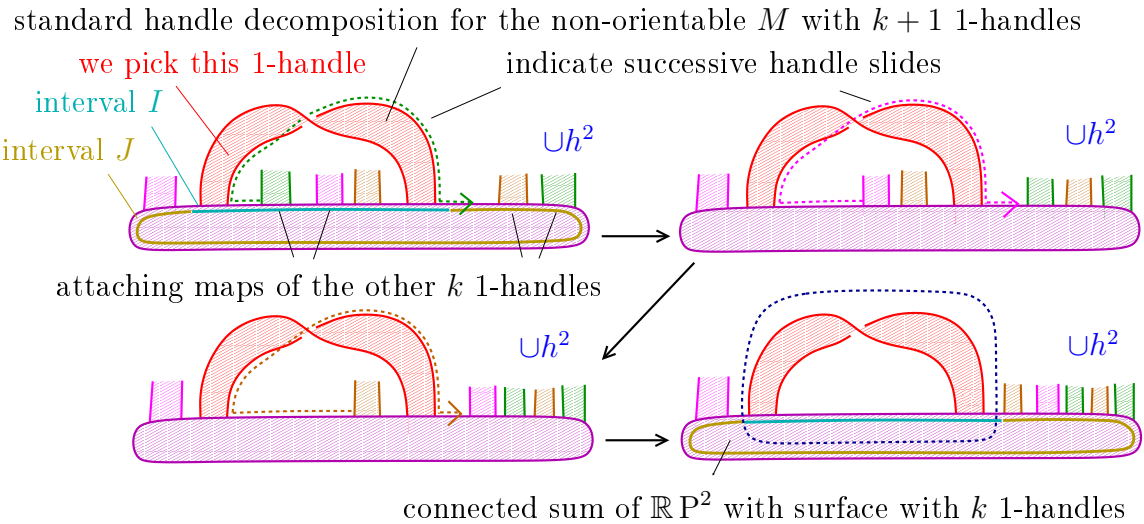 standard handle decomposition for the non-orientable M with k + 1 1-handles
we pick this 1-handle
indicate successive handle slides
interval I
interval J
∪h²
∪h²
attaching maps of the other k 1-handles
∪h²
∪h²
connected sum of ℝP² with surface with k 1-handles